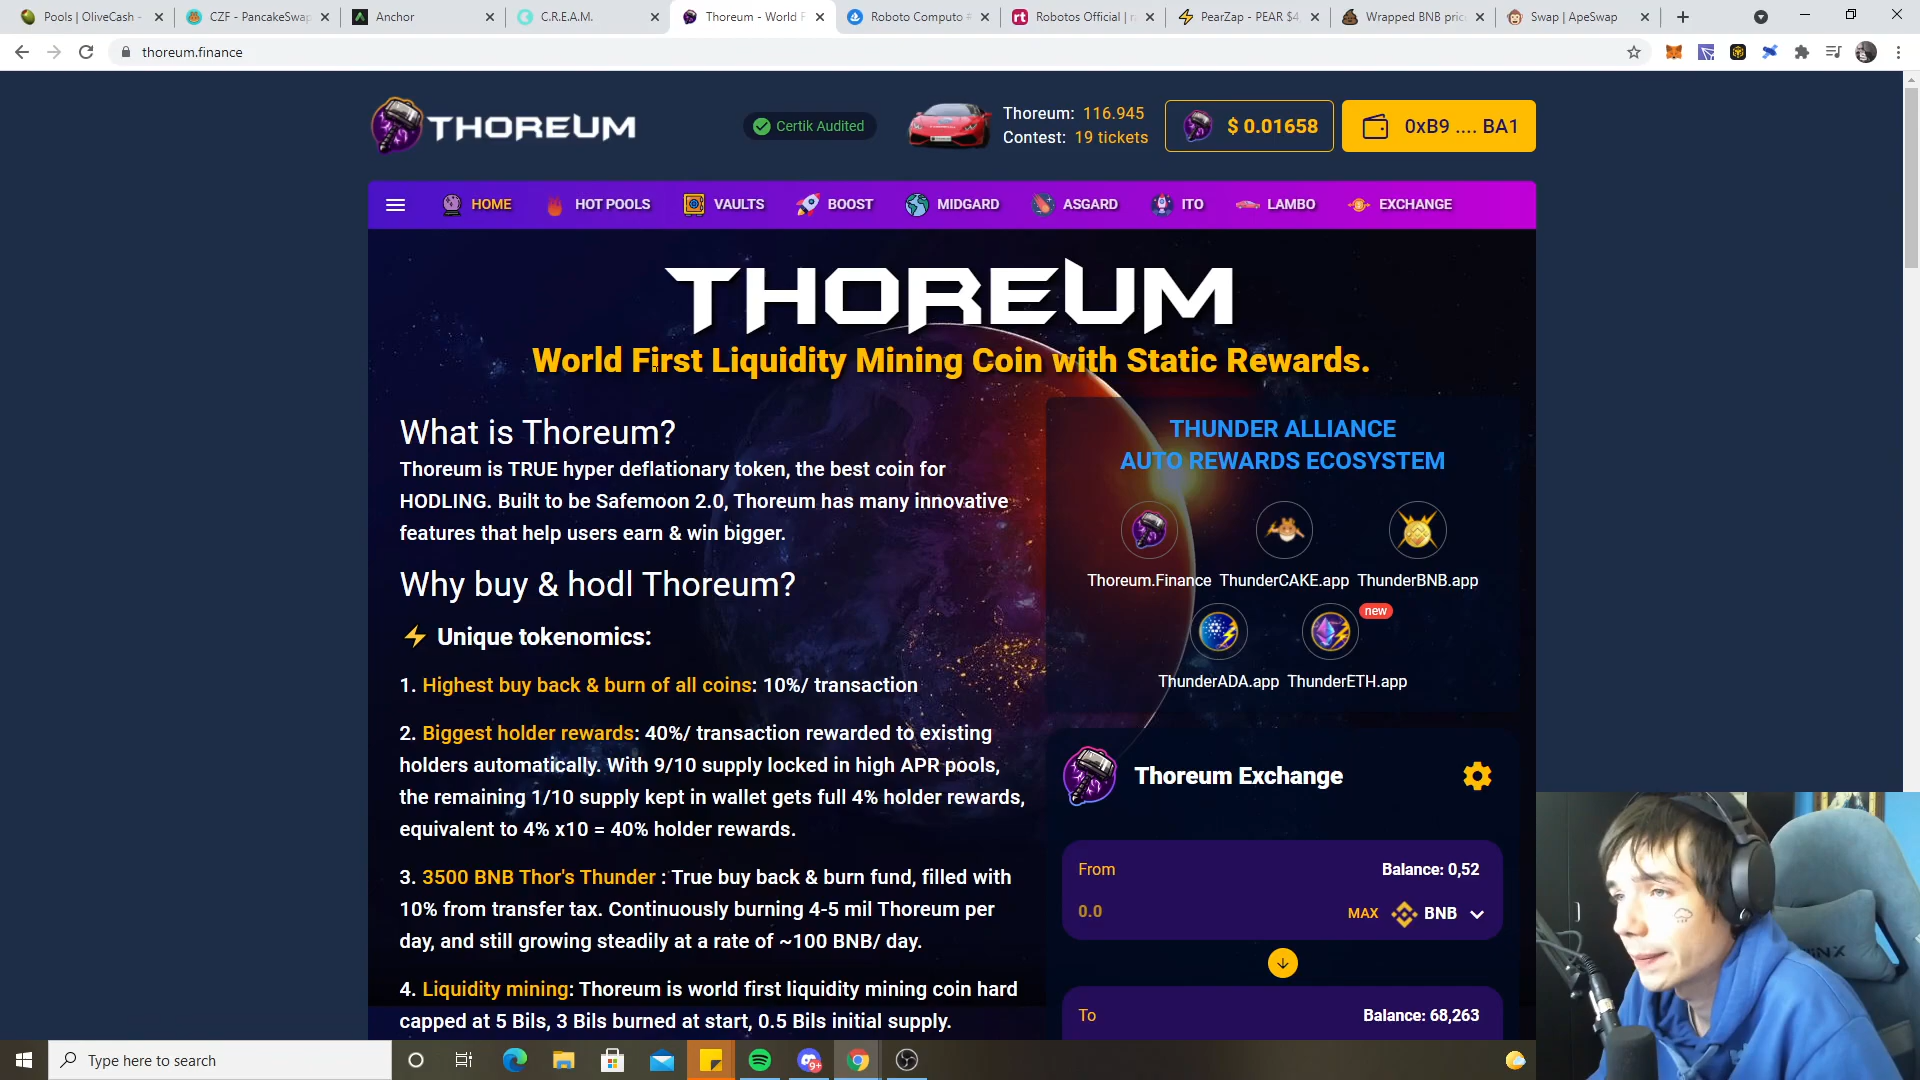 Pools | OliveCash -
CZF - PancakeSwap
Anchor
C.R.E.A.M.
Thoreum - World F
Roboto Computo
Robotos Official | r
PearZap - PEAR $4
Wrapped BNB pric
Swap | ApeSwap
thoreum.finance
THOREUM
Certik Audited
Thoreum: 116.945
Contest: 19 tickets
$ 0.01658
0xB9 .... BA1
HOME
HOT POOLS
VAULTS
BOOST
MIDGARD
ASGARD
ITO
LAMBO
EXCHANGE
THOREUM
World First Liquidity Mining Coin with Static Rewards.
What is Thoreum?
Thoreum is TRUE hyper deflationary token, the best coin for
HODLING. Built to be Safemoon 2.0, Thoreum has many innovative
features that help users earn & win bigger.
Why buy & hodl Thoreum?
Unique tokenomics:
1. Highest buy back & burn of all coins: 10%/ transaction
2. Biggest holder rewards: 40%/ transaction rewarded to existing
holders automatically. With 9/10 supply locked in high APR pools,
the remaining 1/10 supply kept in wallet gets full 4% holder rewards,
equivalent to 4% x10 = 40% holder rewards.
3. 3500 BNB Thor's Thunder : True buy back & burn fund, filled with
10% from transfer tax. Continuously burning 4-5 mil Thoreum per
day, and still growing steadily at a rate of ~100 BNB/ day.
4. Liquidity mining: Thoreum is world first liquidity mining coin hard
capped at 5 Bils, 3 Bils burned at start, 0.5 Bils initial supply.
THUNDER ALLIANCE
AUTO REWARDS ECOSYSTEM
Thoreum.Finance
ThunderCAKE.app
ThunderBNB.app
new
ThunderADA.app
ThunderETH.app
Thoreum Exchange
From
Balance: 0,52
0.0
MAX
BNB
To
Balance: 68,263
Type here to search
9+